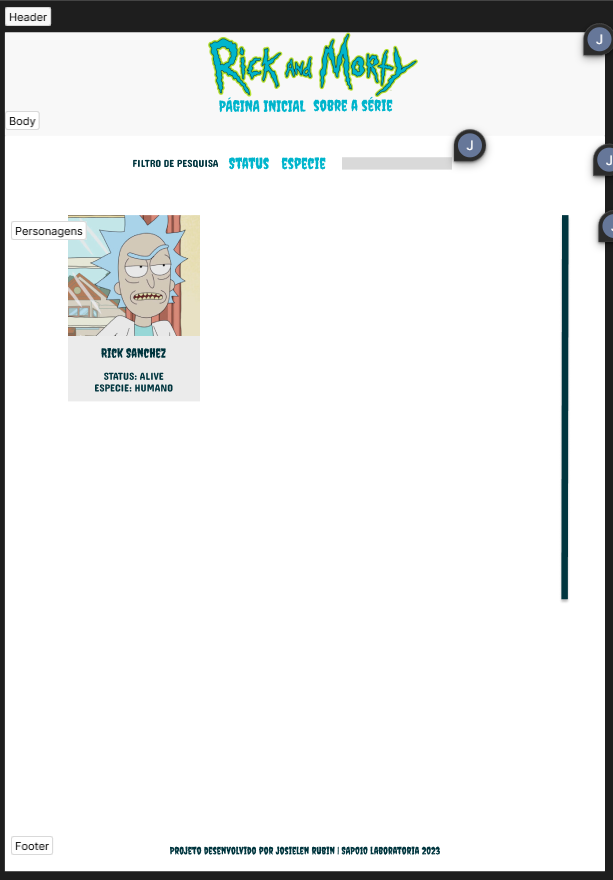 Header
J
Rick and Morty
PÁGINA INICIAL SOBRE A SÉRIE
Body
J
FILTRO DE PESQUISA STATUS ESPECIE
J
Personagens
RICK SANCHEZ
STATUS: ALIVE
ESPECIE: HUMANO
Footer
PROJETO DESENVOLVIDO POR JOSIELEN RUBIN | SAP010 LABORATORIA 2023